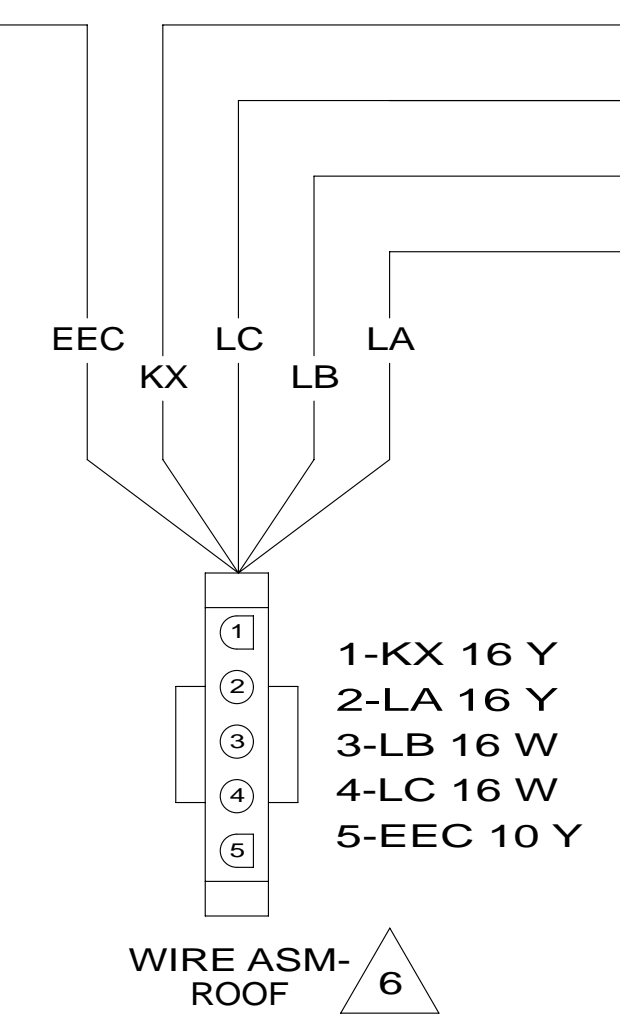 EEC
LC
LA
KX
LB
1
2
3
4
5
1-KX 16 Y
2-LA 16 Y
3-LB 16 W
4-LC 16 W
5-EEC 10 Y
WIRE ASM-
ROOF
6